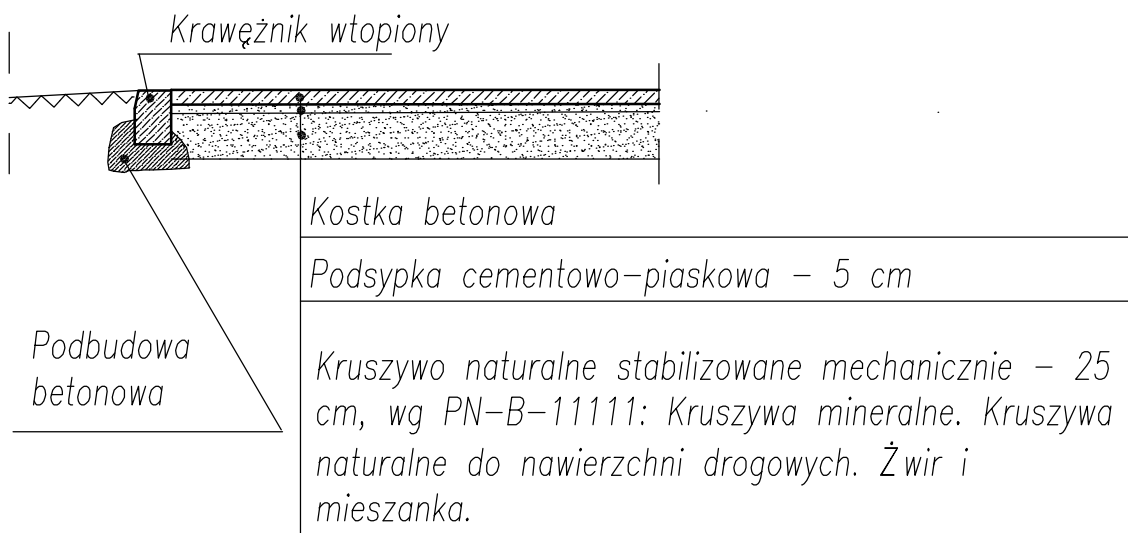 Krawężnik wtopiony
Kostka betonowa
Podsypka cementowo-piaskowa - 5 cm
Podbudowa
betonowa
Kruszywo naturalne stabilizowane mechanicznie - 25
cm, wg PN-B-11111: Kruszywa mineralne. Kruszywa
naturalne do nawierzchni drogowych. Żwir i
mieszanka.